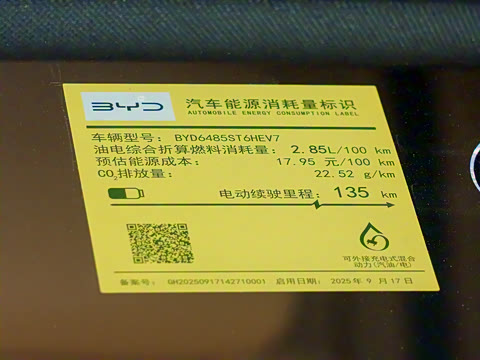 BYD 汽车能源消耗量标识
AUTOMOBILE ENERGY CONSUMPTION LABEL
车辆型号： BYD6485ST6HEV7
油电综合折算燃料消耗量： 2.85L/100 km
预估能源成本： 17.95 元/100 km
CO₂排放量： 22.52 g/km
电动续驶里程： 135 km
可外接充电式混合
动力(汽油/电)
备案号： QH20250917142710001 启用日期： 2025 年 9 月 17 日